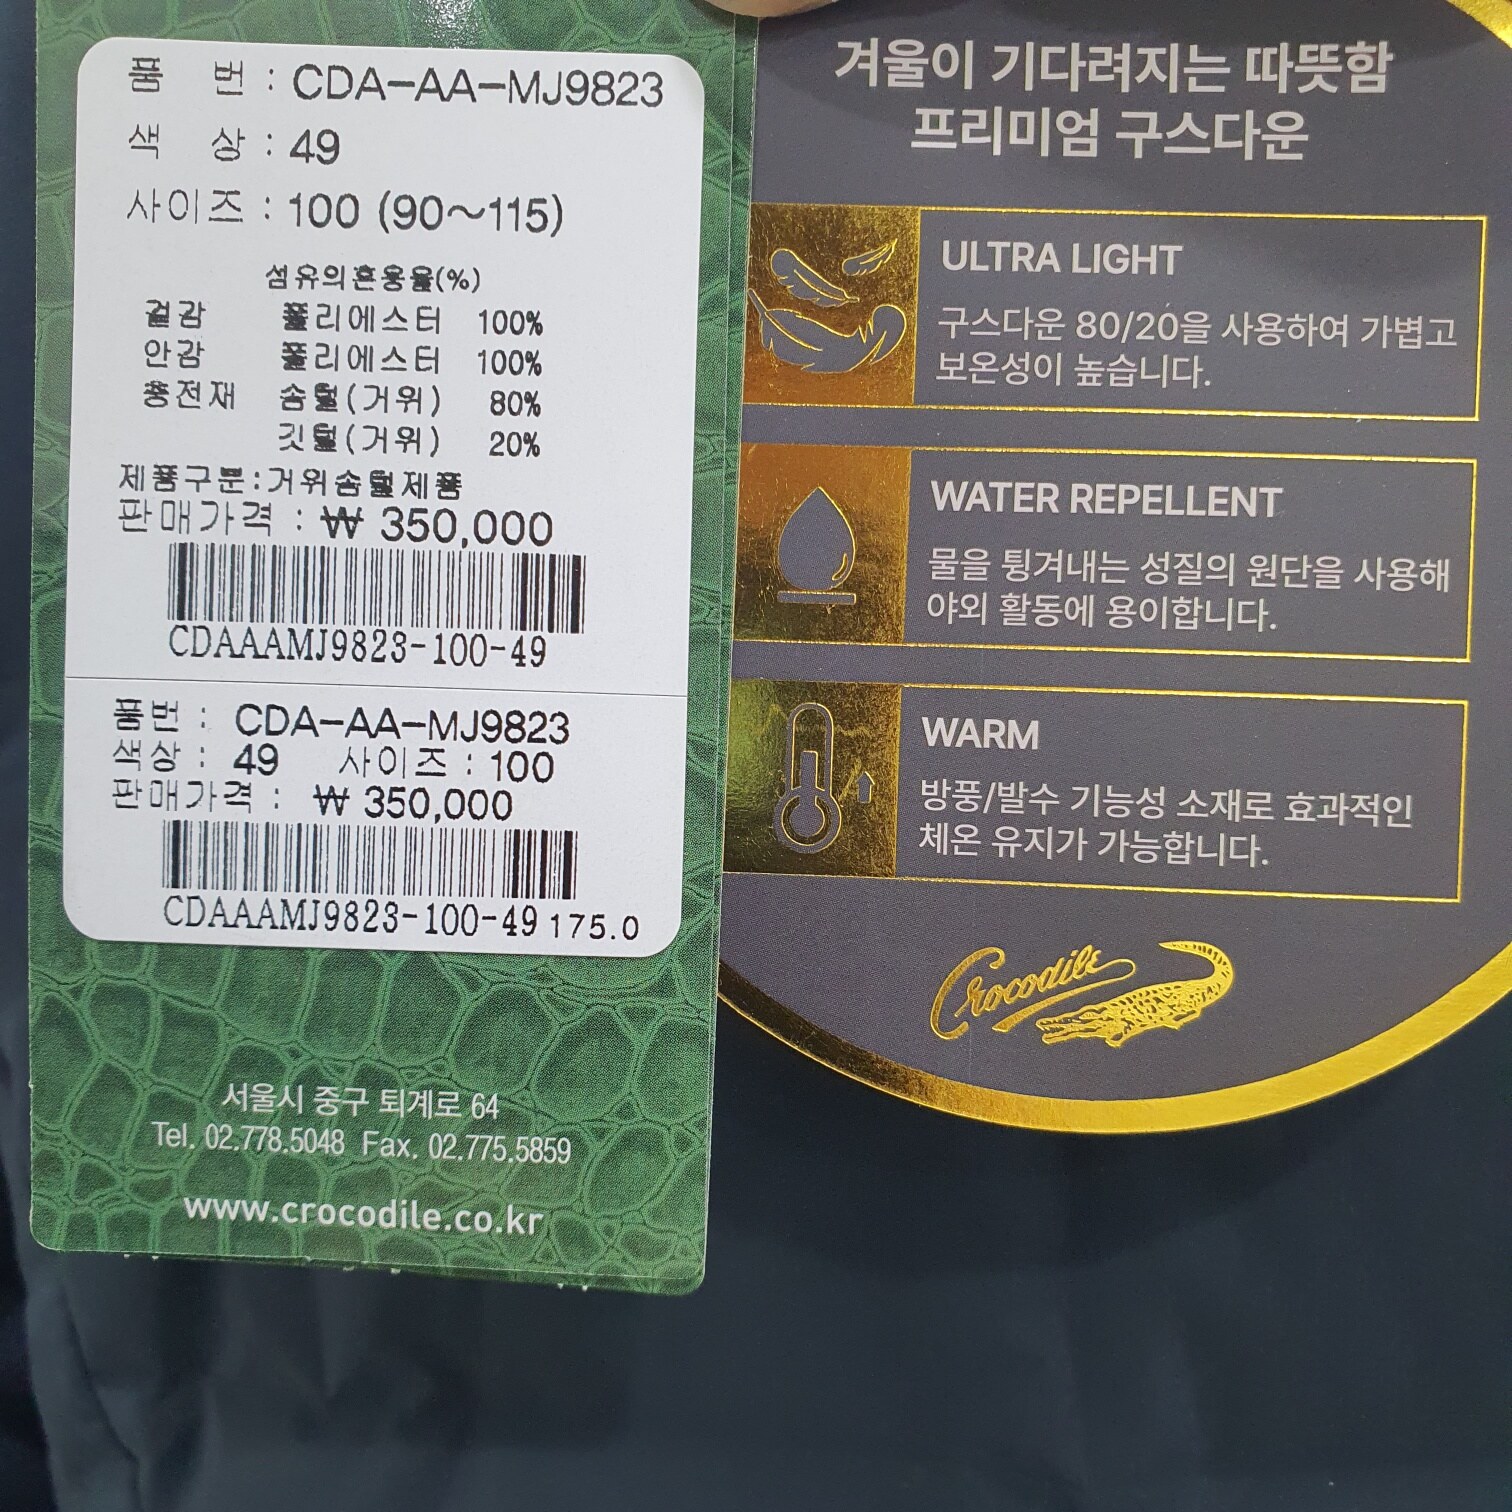 품 번 : CDA-AA-MJ9823
색 상 : 49
사이즈 : 100 (90~115)
섬유의혼용율(%)
겉감 폴리에스터 100%
안감 폴리에스터 100%
충전재 솜털(거위) 80%
깃털(거위) 20%
제품구분:거위솜털제품
판매가격 : ₩ 350,000
CDAAAMJ9823-100-49
품번 : CDA-AA-MJ9823
색상 : 49 사이즈 : 100
판매가격 : ₩ 350,000
CDAAAMJ9823-100-49 175.0
서울시 중구 퇴계로 64
Tel. 02.778.5048 Fax. 02.775.5859
www.crocodile.co.kr
겨울이 기다려지는 따뜻함
프리미엄 구스다운
ULTRA LIGHT
구스다운 80/20을 사용하여 가볍고
보온성이 높습니다.
WATER REPELLENT
물을 튕겨내는 성질의 원단을 사용해
야외 활동에 용이합니다.
WARM
방풍/발수 기능성 소재로 효과적인
체온 유지가 가능합니다.
Crocodile